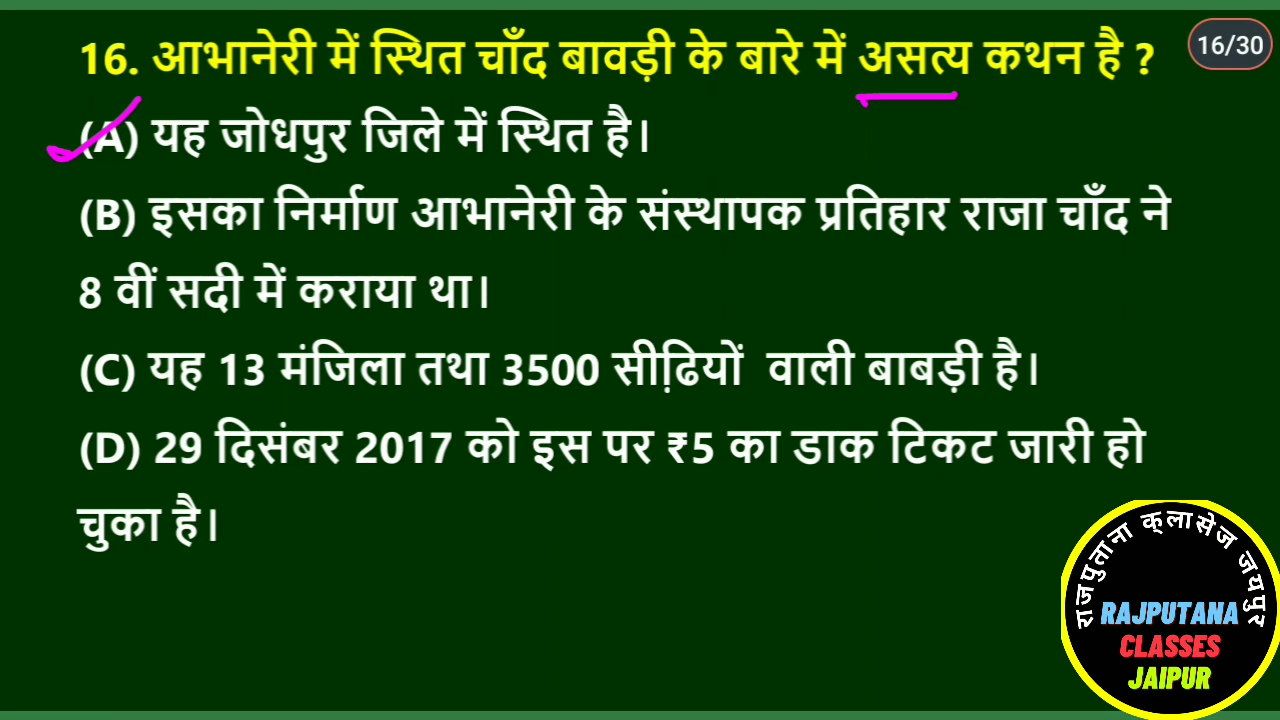 16. आभानेरी में स्थित चाँद बावड़ी के बारे में असत्य कथन है ?
16/30
(A) यह जोधपुर जिले में स्थित है।
(B) इसका निर्माण आभानेरी के संस्थापक प्रतिहार राजा चाँद ने
8 वीं सदी में कराया था।
(C) यह 13 मंजिला तथा 3500 सीढ़ियों वाली बाबड़ी है।
(D) 29 दिसंबर 2017 को इस पर ₹5 का डाक टिकट जारी हो
चुका है।
राजपुताना क्लासेज जयपुर
RAJPUTANA
CLASSES
JAIPUR